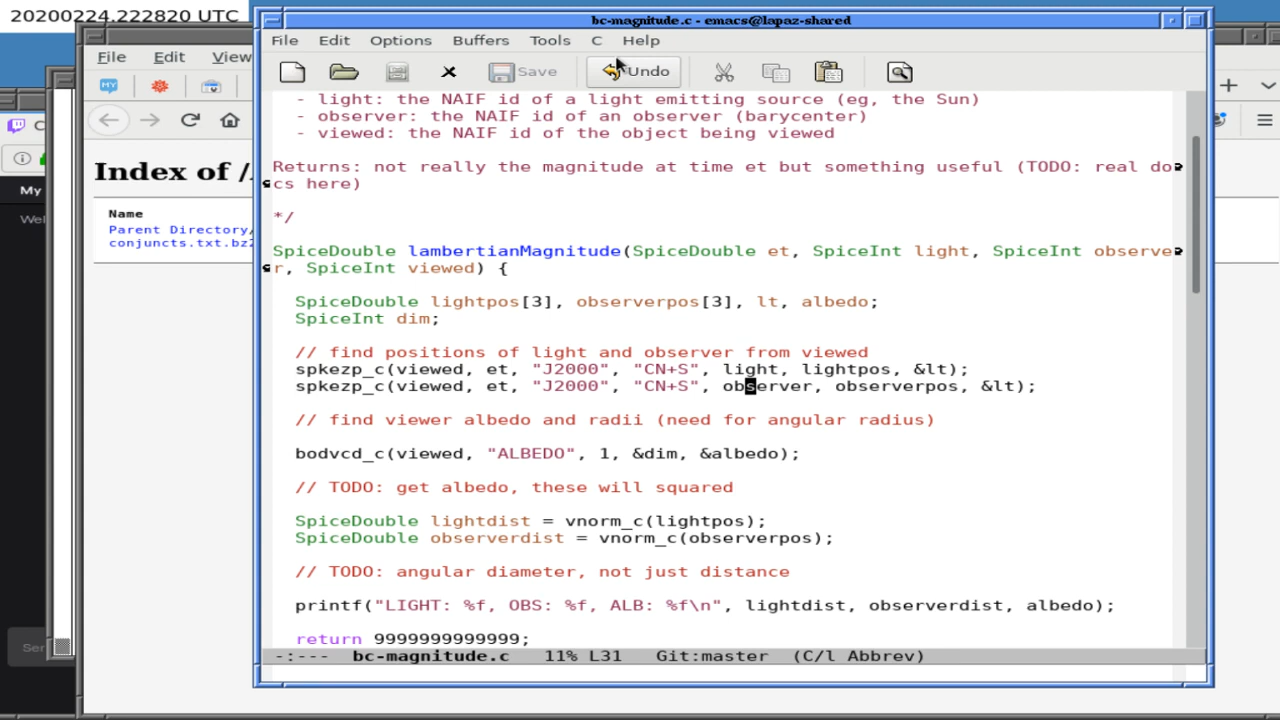 20200224.222820 UTC
bc-magnitude.c - emacs@lapaz-shared
File Edit Options Buffers Tools C Help
Save Undo
File Edit View
Index of /
Name
Parent Directory/
conjuncts.txt.bz2
My
Wel
Ser
- light: the NAIF id of a light emitting source (eg, the Sun)
- observer: the NAIF id of an observer (barycenter)
- viewed: the NAIF id of the object being viewed
Returns: not really the magnitude at time et but something useful (TODO: real do
cs here)
*/
SpiceDouble lambertianMagnitude(SpiceDouble et, SpiceInt light, SpiceInt observe
r, SpiceInt viewed) {
SpiceDouble lightpos[3], observerpos[3], lt, albedo;
SpiceInt dim;
// find positions of light and observer from viewed
spkezp_c(viewed, et, "J2000", "CN+S", light, lightpos, &lt);
spkezp_c(viewed, et, "J2000", "CN+S", observer, observerpos, &lt);
// find viewer albedo and radii (need for angular radius)
bodvcd_c(viewed, "ALBEDO", 1, &dim, &albedo);
// TODO: get albedo, these will squared
SpiceDouble lightdist = vnorm_c(lightpos);
SpiceDouble observerdist = vnorm_c(observerpos);
// TODO: angular diameter, not just distance
printf("LIGHT: %f, OBS: %f, ALB: %f\n", lightdist, observerdist, albedo);
return 9999999999999;
-:--- bc-magnitude.c 11% L31 Git:master (C/l Abbrev)